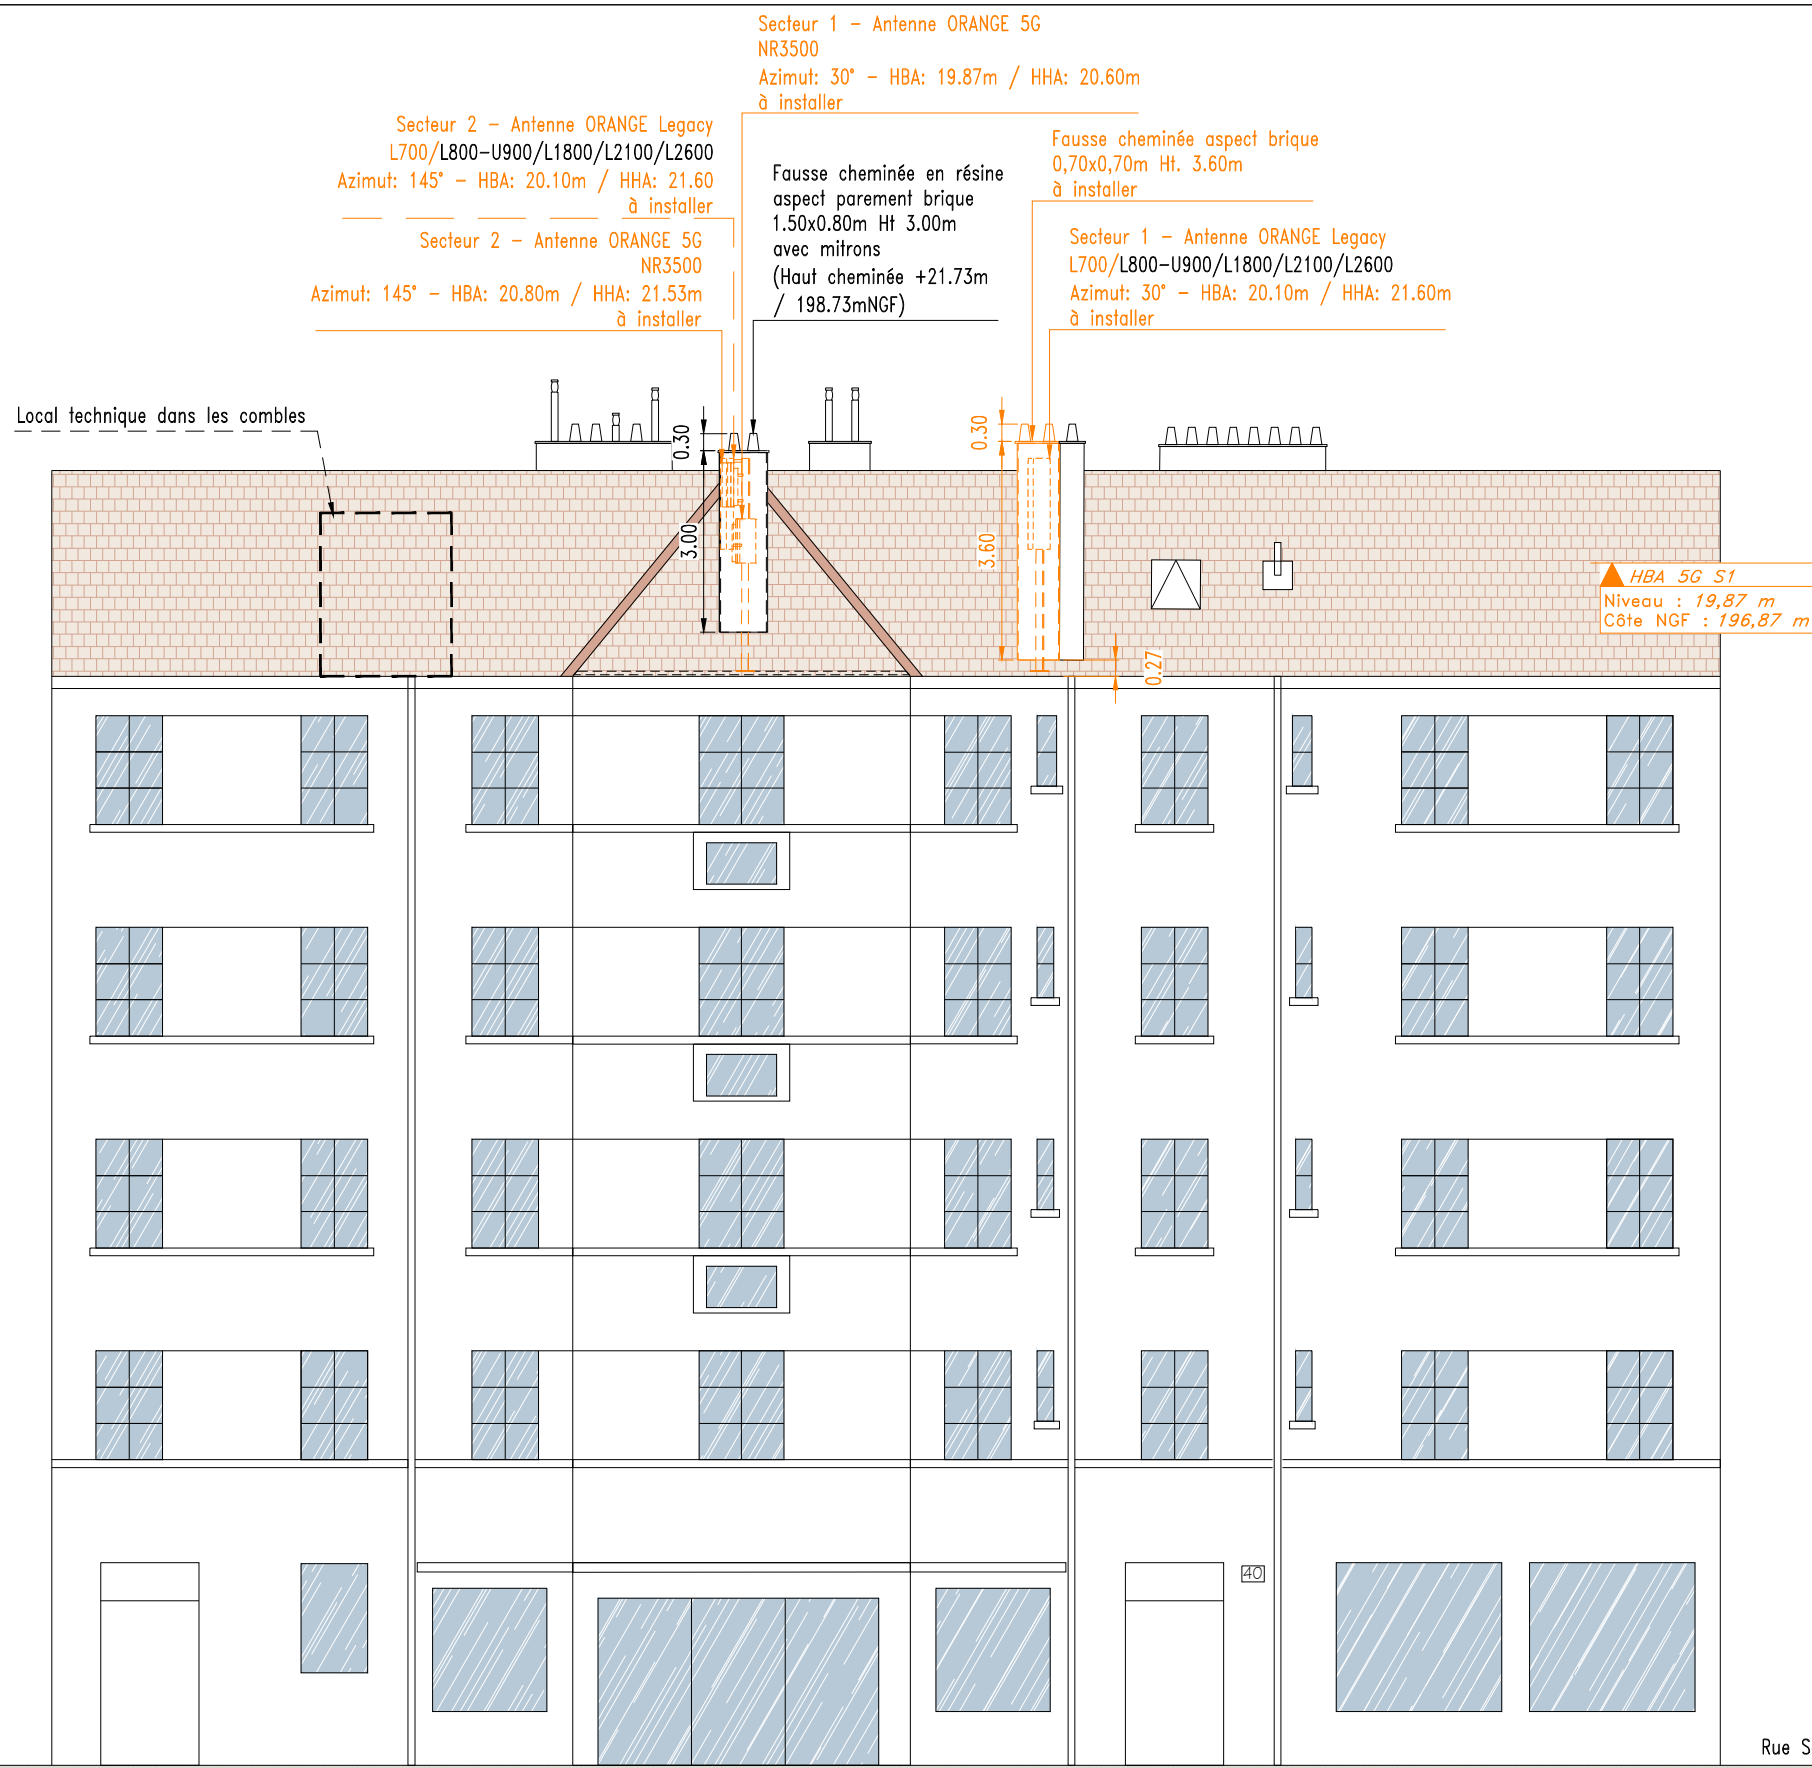 Secteur 1 - Antenne ORANGE 5G
NR3500
Azimut: 30° - HBA: 19.87m / HHA: 20.60m
à installer
Secteur 2 - Antenne ORANGE Legacy
L700/L800-U900/L1800/L2100/L2600
Azimut: 145° - HBA: 20.10m / HHA: 21.60
à installer
Secteur 2 - Antenne ORANGE 5G
NR3500
Azimut: 145° - HBA: 20.80m / HHA: 21.53m
à installer
Fausse cheminée en résine
aspect parement brique
1.50x0.80m Ht 3.00m
avec mitrons
(Haut cheminée +21.73m
/ 198.73mNGF)
Fausse cheminée aspect brique
0,70x0,70m Ht. 3.60m
à installer
Secteur 1 - Antenne ORANGE Legacy
L700/L800-U900/L1800/L2100/L2600
Azimut: 30° - HBA: 20.10m / HHA: 21.60m
à installer
Local technique dans les combles
0.30
3.00
0.30
3.60
0.27
HBA 5G S1
Niveau : 19,87 m
Côte NGF : 196,87 m
40
Rue S